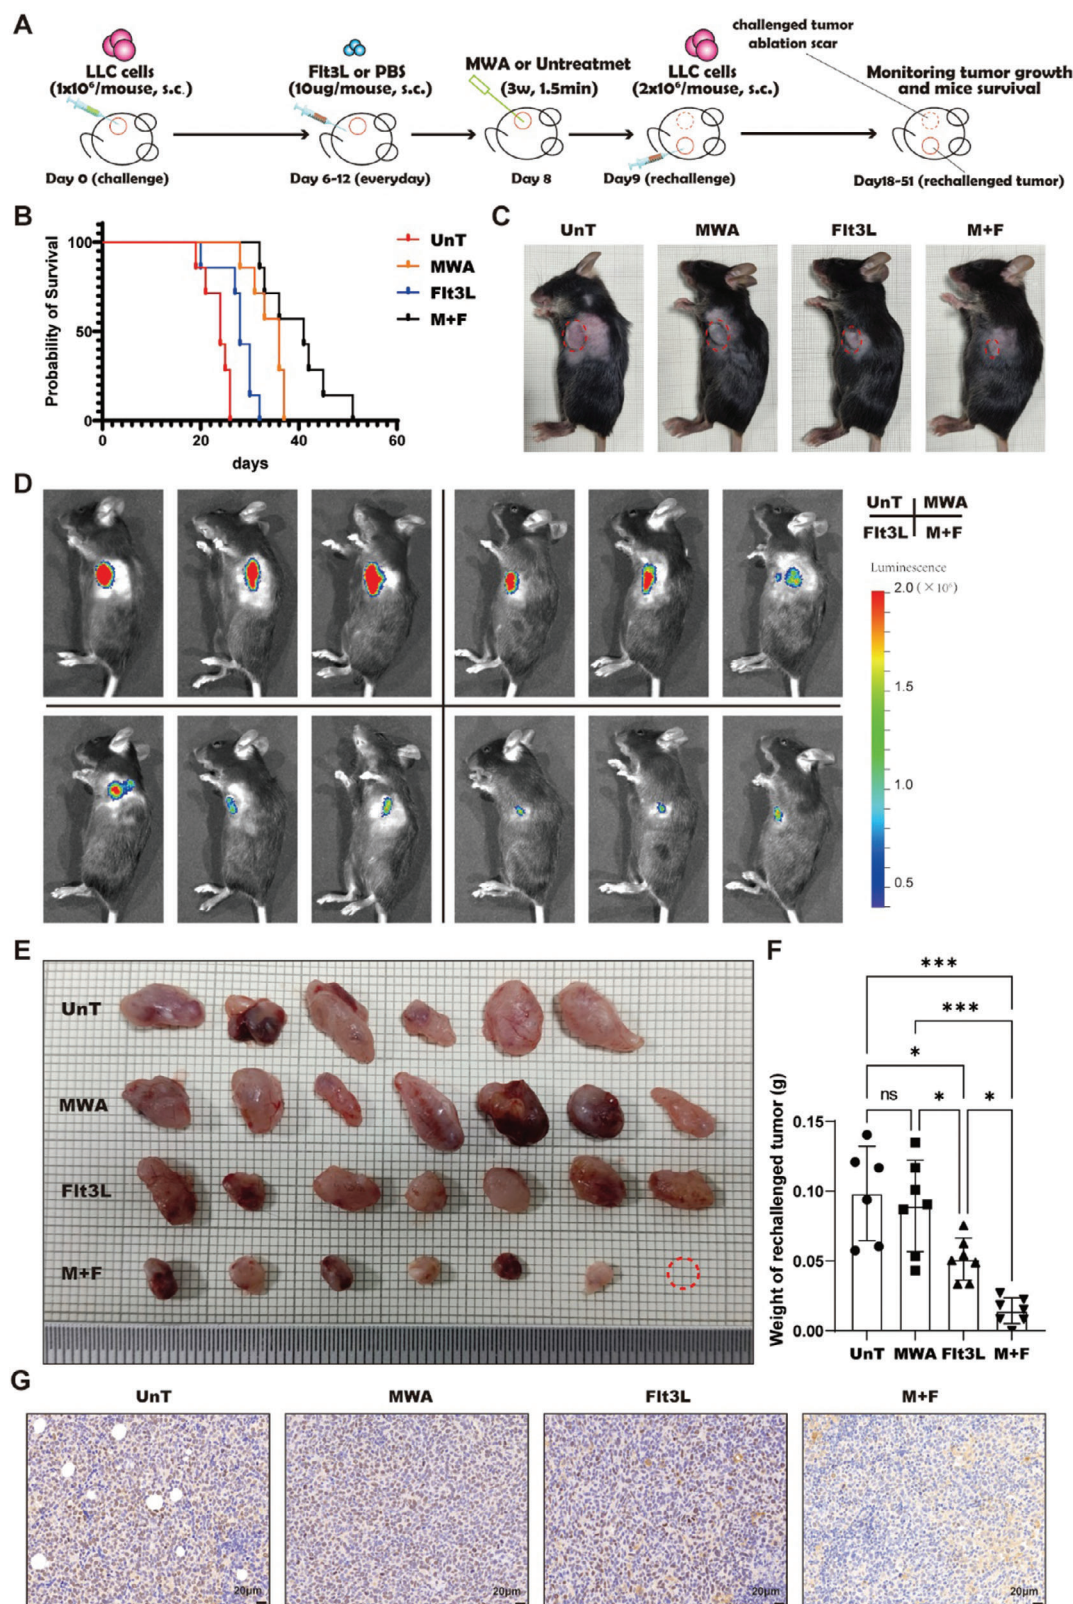 A
LLC cells
(1x10⁶/mouse, s.c.)
Day 0 (challenge)
Flt3L or PBS
(10ug/mouse, s.c.)
Day 6-12 (everyday)
MWA or Untreatmet
(3w, 1.5min)
Day 8
LLC cells
(2x10⁶/mouse, s.c.)
Day9 (rechallenge)
challenged tumor
ablation scar
Monitoring tumor growth
and mice survival
Day18-51 (rechallenged tumor)
B
Probability of Survival
100
50
0
0 20 40 60
days
UnT
MWA
Flt3L
M+F
C
UnT MWA Flt3L M+F
D
UnT MWA
Flt3L M+F
Luminescence
2.0 (×10⁶)
1.5
1.0
0.5
E
UnT
MWA
Flt3L
M+F
F
***
***
*
ns * *
Weight of rechallenged tumor (g)
0.15
0.10
0.05
0.00
UnT MWA Flt3L M+F
G
UnT MWA Flt3L M+F
20μm 20μm 20μm 20μm